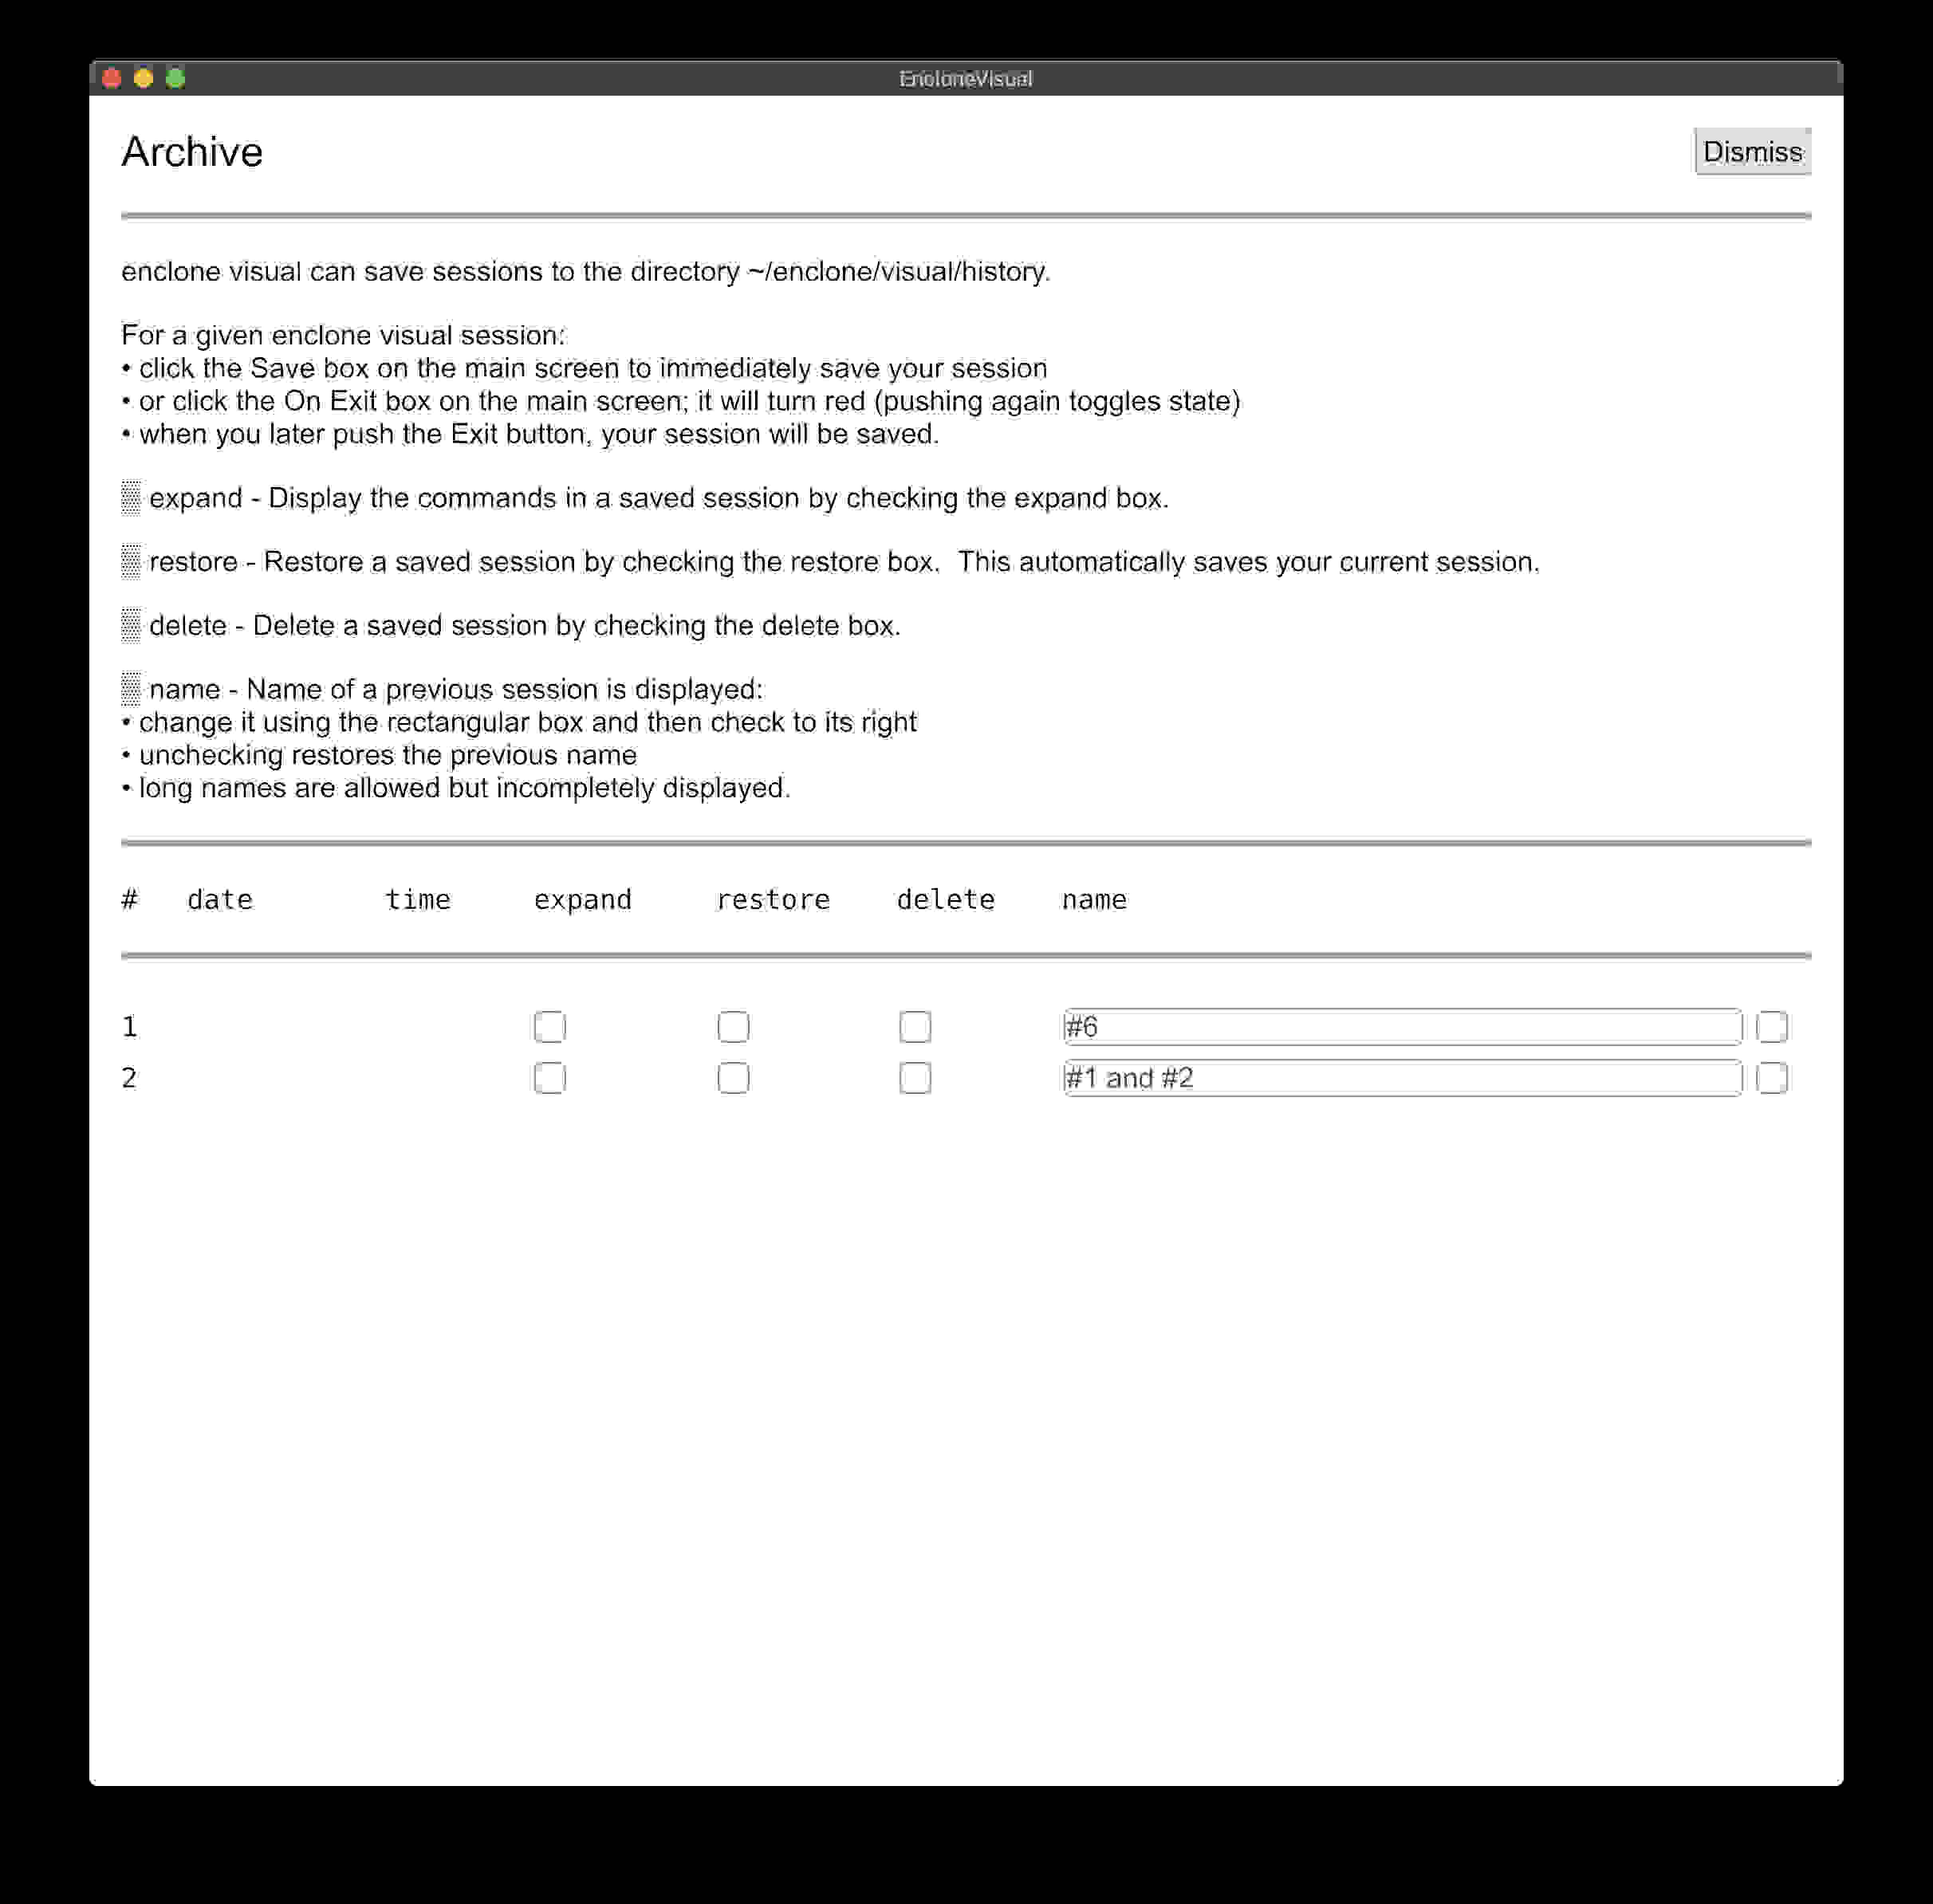 EncloneVisual
Archive
Dismiss
enclone visual can save sessions to the directory ~/enclone/visual/history.
For a given enclone visual session:
• click the Save box on the main screen to immediately save your session
• or click the On Exit box on the main screen; it will turn red (pushing again toggles state)
• when you later push the Exit button, your session will be saved.
▒ expand - Display the commands in a saved session by checking the expand box.
▒ restore - Restore a saved session by checking the restore box.  This automatically saves your current session.
▒ delete - Delete a saved session by checking the delete box.
▒ name - Name of a previous session is displayed:
• change it using the rectangular box and then check to its right
• unchecking restores the previous name
• long names are allowed but incompletely displayed.
# date time expand restore delete name
1 #6
2 #1 and #2